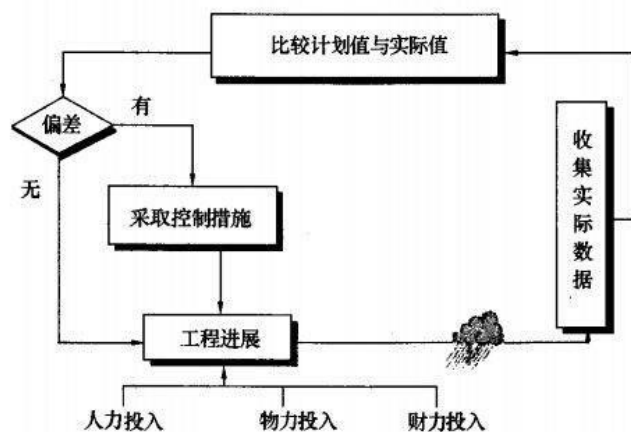 比较计划值与实际值
偏差
有
无
采取控制措施
收集实际数据
工程进展
人力投入
物力投入
财力投入